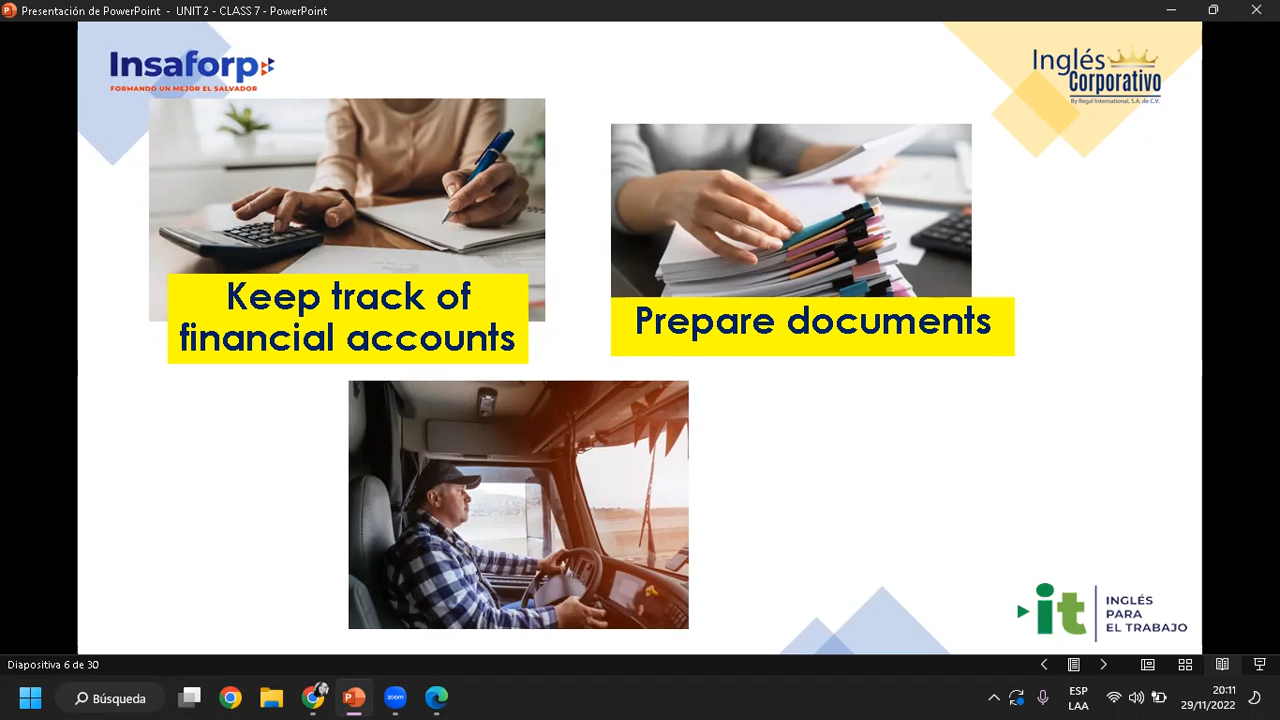 Presentación de PowerPoint - UNIT 2 - CLASS 7 - PowerPoint
Insaforp
FORMANDO UN MEJOR EL SALVADOR
Inglés
Corporativo
By Regal International, S.A. de C.V.
Keep track of
financial accounts
Prepare documents
it
INGLÉS
PARA
EL TRABAJO
Diapositiva 6 de 30
Búsqueda
zoom
ESP
LAA
20:11
29/11/2022